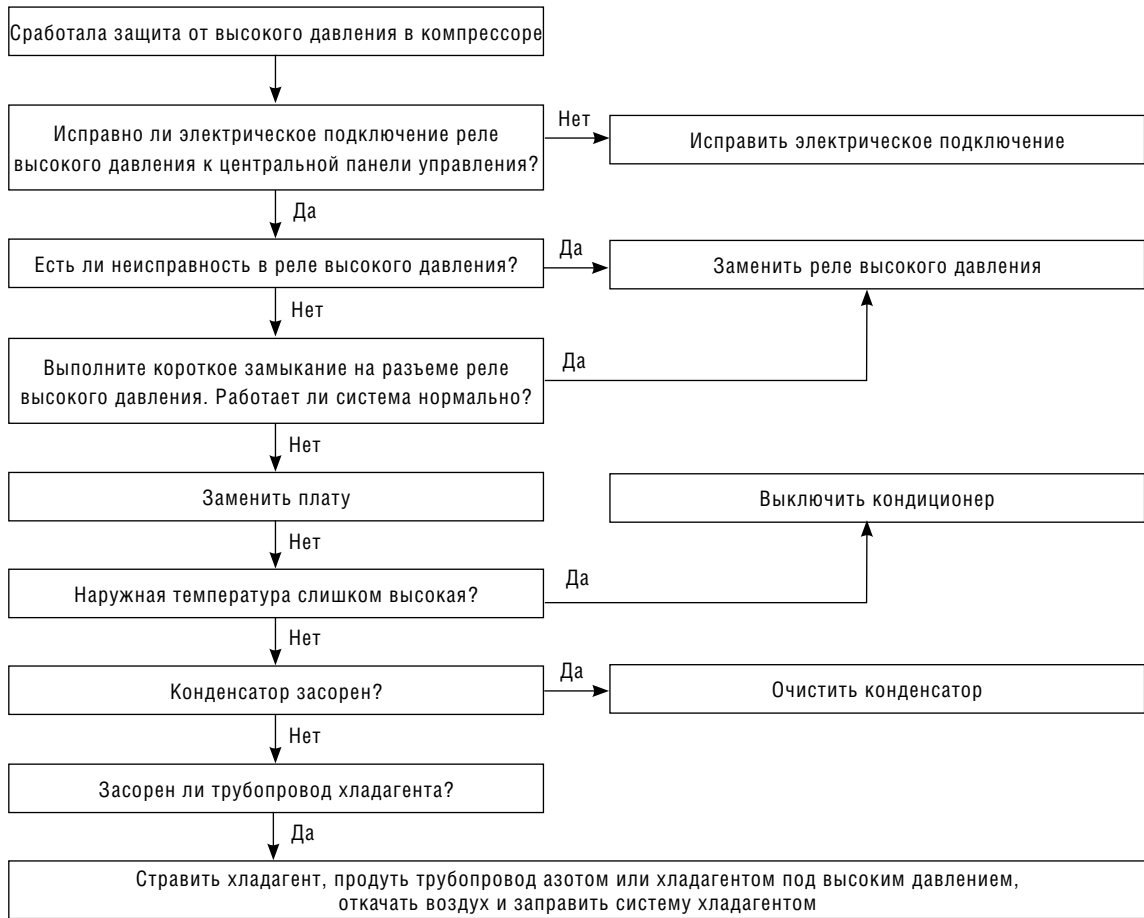 Сработала защита от высокого давления в компрессоре
Исправно ли электрическое подключение реле
высокого давления к центральной панели управления?
Нет
Исправить электрическое подключение
Да
Есть ли неисправность в реле высокого давления?
Да
Заменить реле высокого давления
Нет
Выполните короткое замыкание на разъеме реле
высокого давления. Работает ли система нормально?
Да
Нет
Заменить плату
Выключить кондиционер
Нет
Наружная температура слишком высокая?
Да
Нет
Конденсатор засорен?
Да
Очистить конденсатор
Нет
Засорен ли трубопровод хладагента?
Да
Стравить хладагент, продуть трубопровод азотом или хладагентом под высоким давлением,
откачать воздух и заправить систему хладагентом